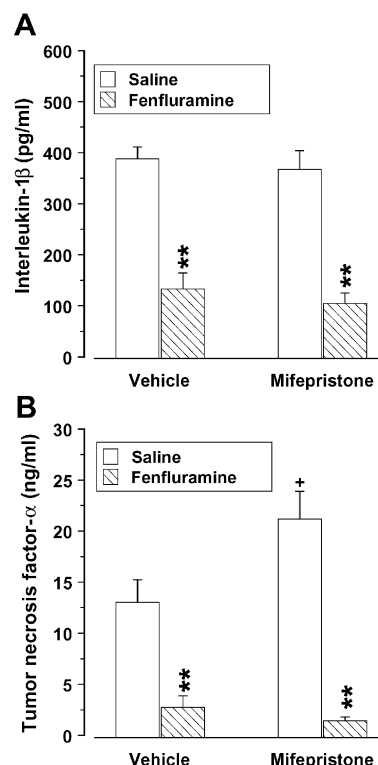 A
600
500
400
300
200
100
0
Interleukin-1β (pg/ml)
Saline
Fenfluramine
**
**
Vehicle
Mifepristone
B
30
25
20
15
10
5
0
Tumor necrosis factor-α (ng/ml)
Saline
Fenfluramine
+
**
**
Vehicle
Mifepristone